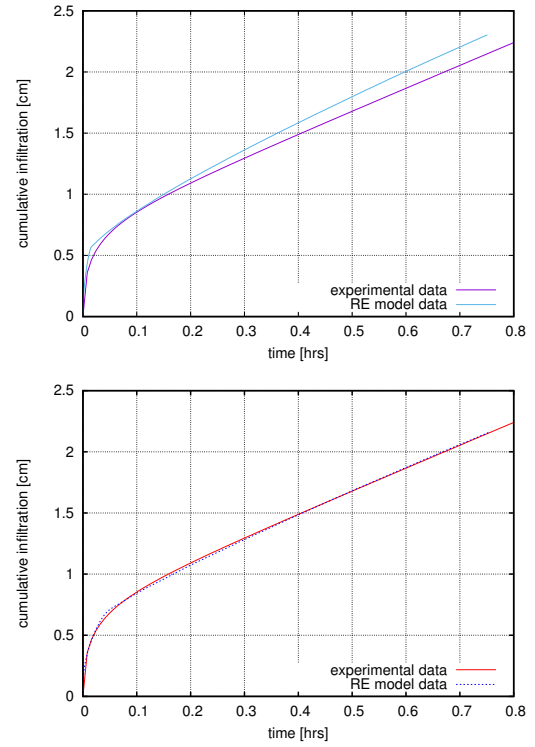 2.5
2
1.5
1
0.5
0
cumulative infiltration [cm]
experimental data
RE model data
0 0.1 0.2 0.3 0.4 0.5 0.6 0.7 0.8
time [hrs]
2.5
2
1.5
1
0.5
0
cumulative infiltration [cm]
experimental data
RE model data
0 0.1 0.2 0.3 0.4 0.5 0.6 0.7 0.8
time [hrs]